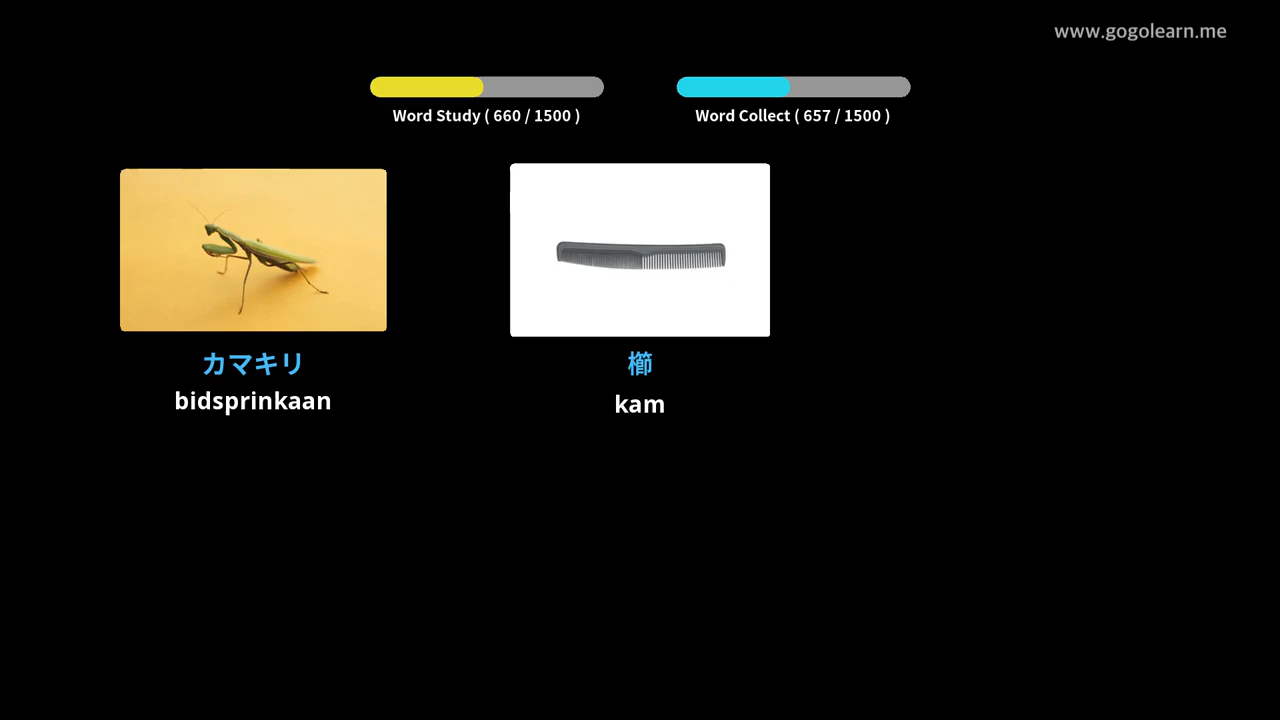 www.gogolearn.me
Word Study ( 660 / 1500 )
Word Collect ( 657 / 1500 )
カマキリ
bidsprinkaan
櫛
kam